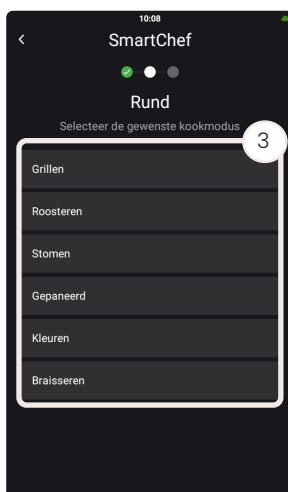 10:08
SmartChef
Rund
Selecteer de gewenste kookmodus
3
Grillen
Roosteren
Stomen
Gepaneerd
Kleuren
Braisseren